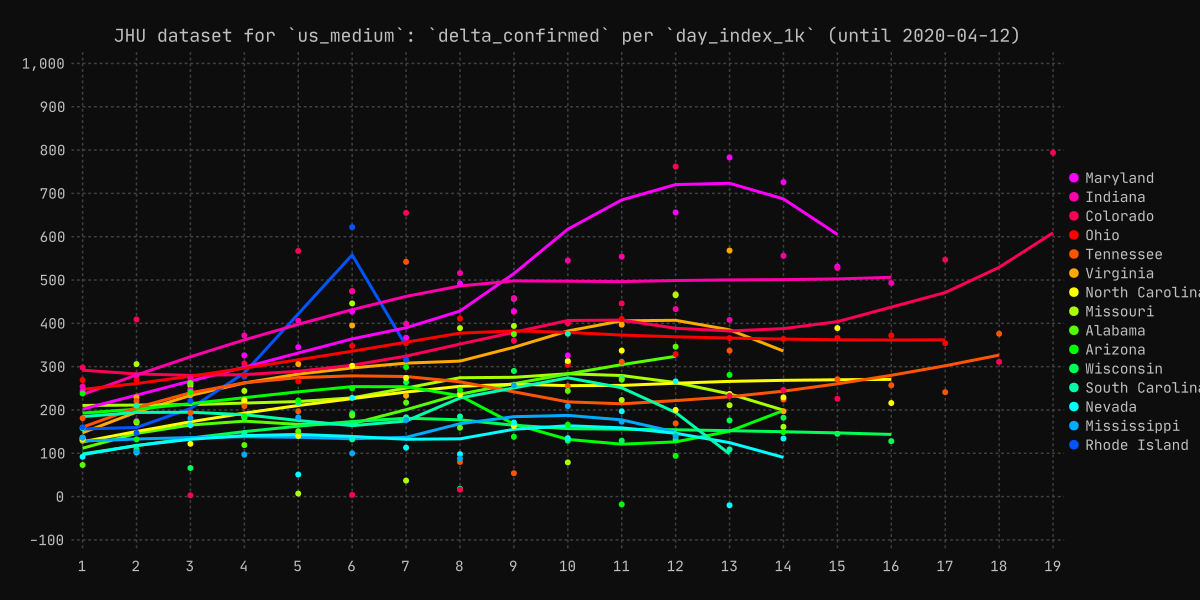 JHU dataset for `us_medium`: `delta_confirmed` per `day_index_1k` (until 2020-04-12)
1,000
900
800
700
600
500
400
300
200
100
0
-100
1 2 3 4 5 6 7 8 9 10 11 12 13 14 15 16 17 18 19
Maryland
Indiana
Colorado
Ohio
Tennessee
Virginia
North Carolina
Missouri
Alabama
Arizona
Wisconsin
South Carolina
Nevada
Mississippi
Rhode Island